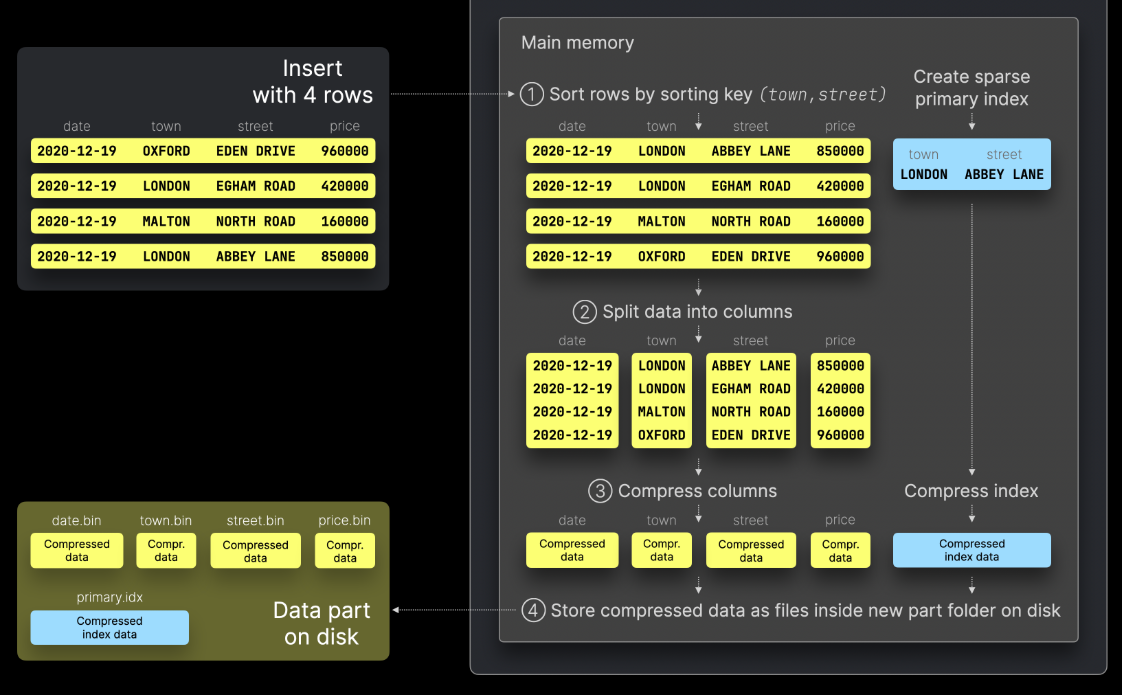 Insert
with 4 rows
date town street price
2020-12-19 OXFORD EDEN DRIVE 960000
2020-12-19 LONDON EGHAM ROAD 420000
2020-12-19 MALTON NORTH ROAD 160000
2020-12-19 LONDON ABBEY LANE 850000
Main memory
1 Sort rows by sorting key (town,street)
date town street price
2020-12-19 LONDON ABBEY LANE 850000
2020-12-19 LONDON EGHAM ROAD 420000
2020-12-19 MALTON NORTH ROAD 160000
2020-12-19 OXFORD EDEN DRIVE 960000
Create sparse
primary index
town street
LONDON ABBEY LANE
2 Split data into columns
date town street price
2020-12-19 LONDON ABBEY LANE 850000
2020-12-19 LONDON EGHAM ROAD 420000
2020-12-19 MALTON NORTH ROAD 160000
2020-12-19 OXFORD EDEN DRIVE 960000
3 Compress columns
date town street price
Compressed Compr. Compressed Compr.
data data data data
Compress index
Compressed
index data
4 Store compressed data as files inside new part folder on disk
date.bin town.bin street.bin price.bin
Compressed Compr. Compressed Compr.
data data data data
primary.idx
Compressed
index data
Data part
on disk